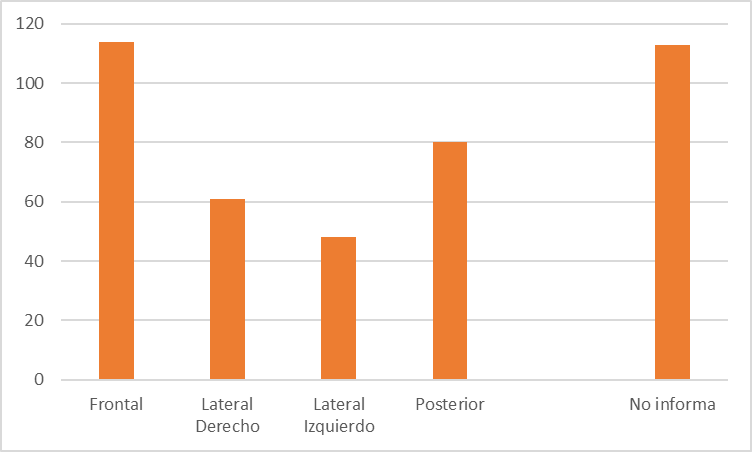 120
100
80
60
40
20
0
Frontal
Lateral
Derecho
Lateral
Izquierdo
Posterior
No informa